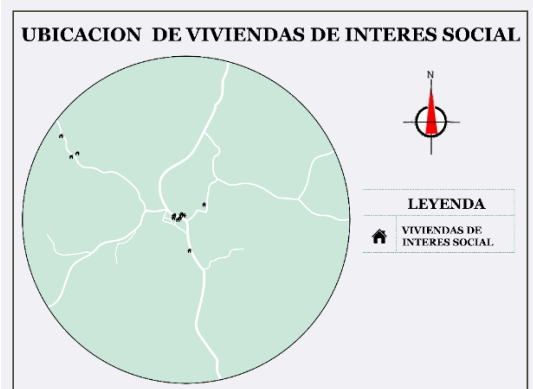 UBICACION DE VIVIENDAS DE INTERES SOCIAL
N
LEYENDA
VIVIENDAS DE
INTERES SOCIAL